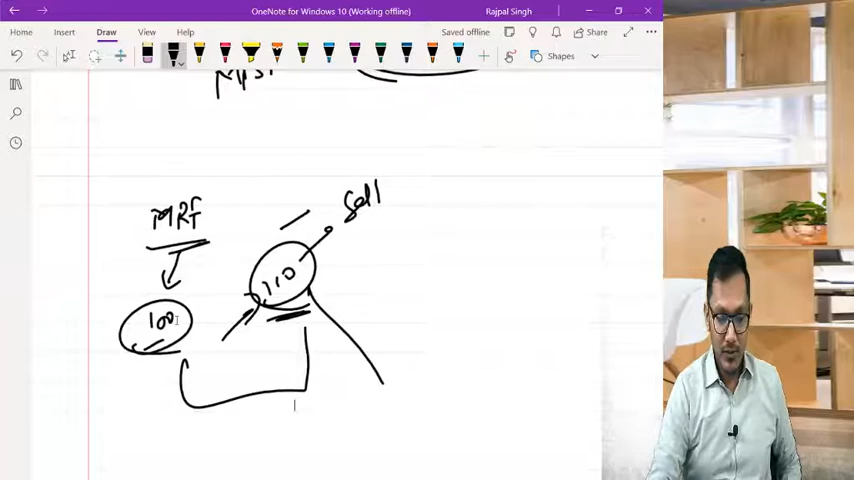 OneNote for Windows 10 (Working offline)
Rajpal Singh
Home Insert Draw View Help
Saved offline
Share
Shapes
Sell
MRF
110
100